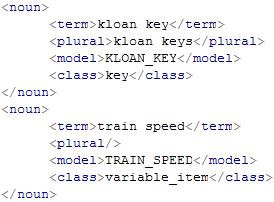 <noun>
<term>kloan key</term>
<plural>kloan keys</plural>
<model>KLOAN_KEY</model>
<class>key</class>
</noun>
<noun>
<term>train speed</term>
<plural/>
<model>TRAIN_SPEED</model>
<class>variable_item</class>
</noun>